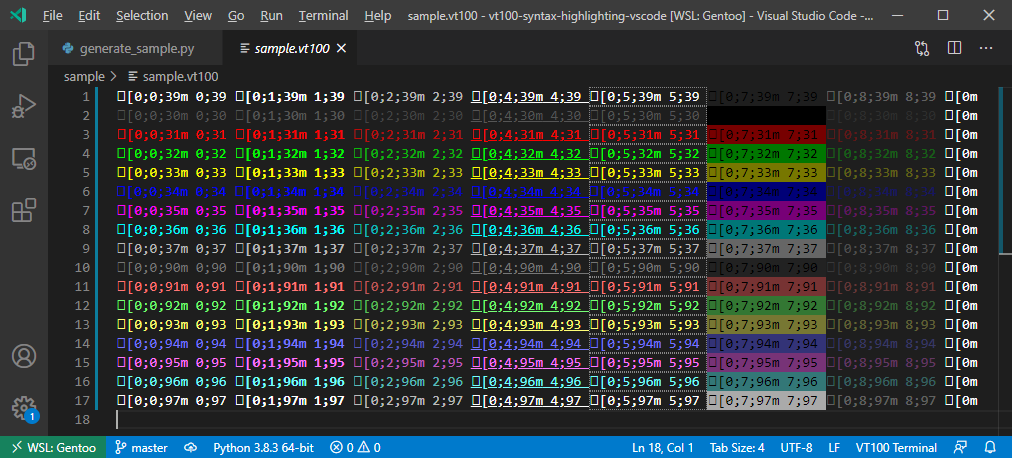 File Edit Selection View Go Run Terminal Help sample.vt100 - vt100-syntax-highlighting-vscode [WSL: Gentoo] - Visual Studio Code -...
generate_sample.py sample.vt100
sample > sample.vt100
1 □[0;0;39m 0;39 □[0;1;39m 1;39 □[0;2;39m 2;39 □[0;4;39m 4;39 □[0;5;39m 5;39 □[0;7;39m 7;39 □[0;8;39m 8;39 □[0m
2 □[0;0;30m 0;30 □[0;1;30m 1;30 □[0;2;30m 2;30 □[0;4;30m 4;30 □[0;5;30m 5;30 □[0;8;30m 8;30 □[0m
3 □[0;0;31m 0;31 □[0;1;31m 1;31 □[0;2;31m 2;31 □[0;4;31m 4;31 □[0;5;31m 5;31 □[0;7;31m 7;31 □[0;8;31m 8;31 □[0m
4 □[0;0;32m 0;32 □[0;1;32m 1;32 □[0;2;32m 2;32 □[0;4;32m 4;32 □[0;5;32m 5;32 □[0;7;32m 7;32 □[0;8;32m 8;32 □[0m
5 □[0;0;33m 0;33 □[0;1;33m 1;33 □[0;2;33m 2;33 □[0;4;33m 4;33 □[0;5;33m 5;33 □[0;7;33m 7;33 □[0;8;33m 8;33 □[0m
6 □[0;0;34m 0;34 □[0;1;34m 1;34 □[0;2;34m 2;34 □[0;4;34m 4;34 □[0;5;34m 5;34 □[0;7;34m 7;34 □[0;8;34m 8;34 □[0m
7 □[0;0;35m 0;35 □[0;1;35m 1;35 □[0;2;35m 2;35 □[0;4;35m 4;35 □[0;5;35m 5;35 □[0;7;35m 7;35 □[0;8;35m 8;35 □[0m
8 □[0;0;36m 0;36 □[0;1;36m 1;36 □[0;2;36m 2;36 □[0;4;36m 4;36 □[0;5;36m 5;36 □[0;7;36m 7;36 □[0;8;36m 8;36 □[0m
9 □[0;0;37m 0;37 □[0;1;37m 1;37 □[0;2;37m 2;37 □[0;4;37m 4;37 □[0;5;37m 5;37 □[0;7;37m 7;37 □[0;8;37m 8;37 □[0m
10 □[0;0;90m 0;90 □[0;1;90m 1;90 □[0;2;90m 2;90 □[0;4;90m 4;90 □[0;5;90m 5;90 □[0;7;90m 7;90 □[0;8;90m 8;90 □[0m
11 □[0;0;91m 0;91 □[0;1;91m 1;91 □[0;2;91m 2;91 □[0;4;91m 4;91 □[0;5;91m 5;91 □[0;7;91m 7;91 □[0;8;91m 8;91 □[0m
12 □[0;0;92m 0;92 □[0;1;92m 1;92 □[0;2;92m 2;92 □[0;4;92m 4;92 □[0;5;92m 5;92 □[0;7;92m 7;92 □[0;8;92m 8;92 □[0m
13 □[0;0;93m 0;93 □[0;1;93m 1;93 □[0;2;93m 2;93 □[0;4;93m 4;93 □[0;5;93m 5;93 □[0;7;93m 7;93 □[0;8;93m 8;93 □[0m
14 □[0;0;94m 0;94 □[0;1;94m 1;94 □[0;2;94m 2;94 □[0;4;94m 4;94 □[0;5;94m 5;94 □[0;7;94m 7;94 □[0;8;94m 8;94 □[0m
15 □[0;0;95m 0;95 □[0;1;95m 1;95 □[0;2;95m 2;95 □[0;4;95m 4;95 □[0;5;95m 5;95 □[0;7;95m 7;95 □[0;8;95m 8;95 □[0m
16 □[0;0;96m 0;96 □[0;1;96m 1;96 □[0;2;96m 2;96 □[0;4;96m 4;96 □[0;5;96m 5;96 □[0;7;96m 7;96 □[0;8;96m 8;96 □[0m
17 □[0;0;97m 0;97 □[0;1;97m 1;97 □[0;2;97m 2;97 □[0;4;97m 4;97 □[0;5;97m 5;97 □[0;7;97m 7;97 □[0;8;97m 8;97 □[0m
18
1
WSL: Gentoo master Python 3.8.3 64-bit 0 0 Ln 18, Col 1 Tab Size: 4 UTF-8 LF VT100 Terminal